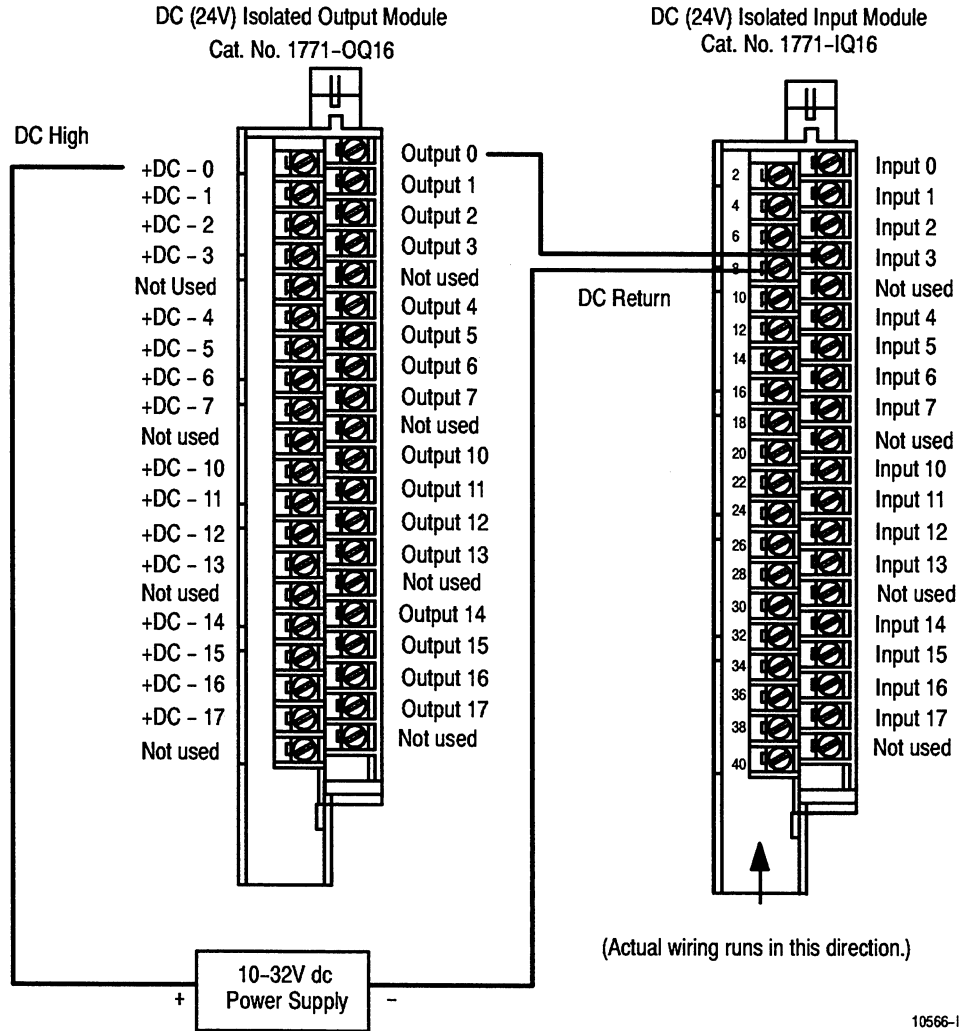 DC (24V) Isolated Output Module
Cat. No. 1771-OQ16
DC (24V) Isolated Input Module
Cat. No. 1771-IQ16
DC High
+DC - 0
+DC - 1
+DC - 2
+DC - 3
Not Used
+DC - 4
+DC - 5
+DC - 6
+DC - 7
Not used
+DC - 10
+DC - 11
+DC - 12
+DC - 13
Not used
+DC - 14
+DC - 15
+DC - 16
+DC - 17
Not used
Output 0
Output 1
Output 2
Output 3
Not used
Output 4
Output 5
Output 6
Output 7
Not used
Output 10
Output 11
Output 12
Output 13
Not used
Output 14
Output 15
Output 16
Output 17
Not used
DC Return
2
4
6
8
10
12
14
16
18
20
22
24
26
28
30
32
34
36
38
40
Input 0
Input 1
Input 2
Input 3
Not used
Input 4
Input 5
Input 6
Input 7
Not used
Input 10
Input 11
Input 12
Input 13
Not used
Input 14
Input 15
Input 16
Input 17
Not used
(Actual wiring runs in this direction.)
+
10-32V dc
Power Supply
-
10566-I